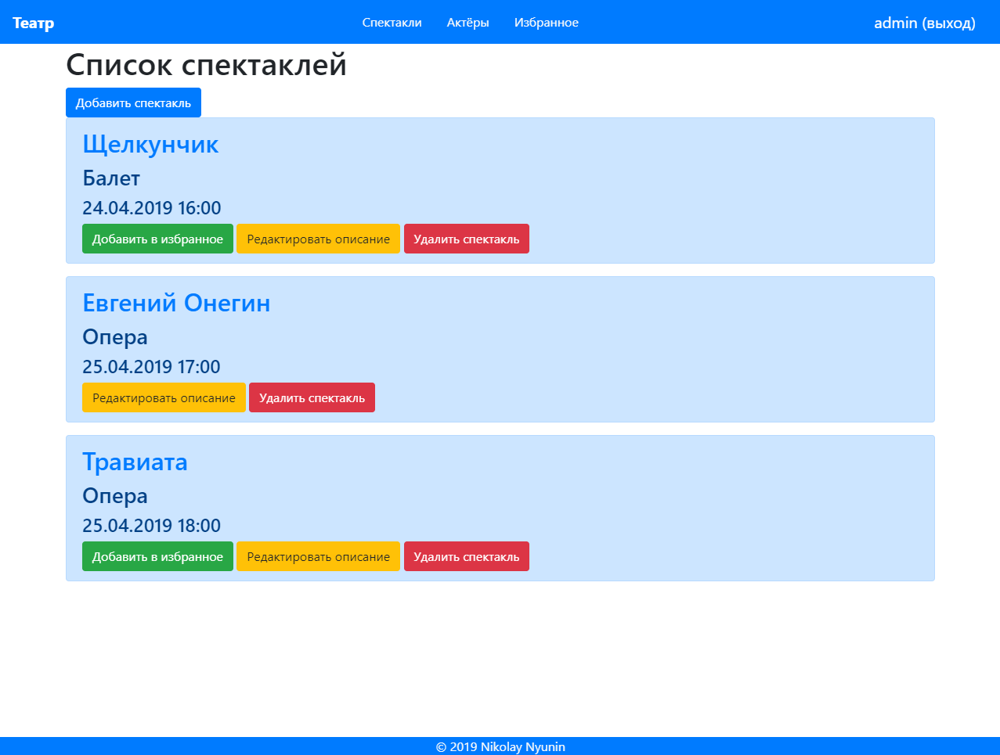 Театр Спектакли Актёры Избранное admin (выход)
Список спектаклей
Добавить спектакль
Щелкунчик
Балет
24.04.2019 16:00
Добавить в избранное Редактировать описание Удалить спектакль
Евгений Онегин
Опера
25.04.2019 17:00
Редактировать описание Удалить спектакль
Травиата
Опера
25.04.2019 18:00
Добавить в избранное Редактировать описание Удалить спектакль
© 2019 Nikolay Nyunin